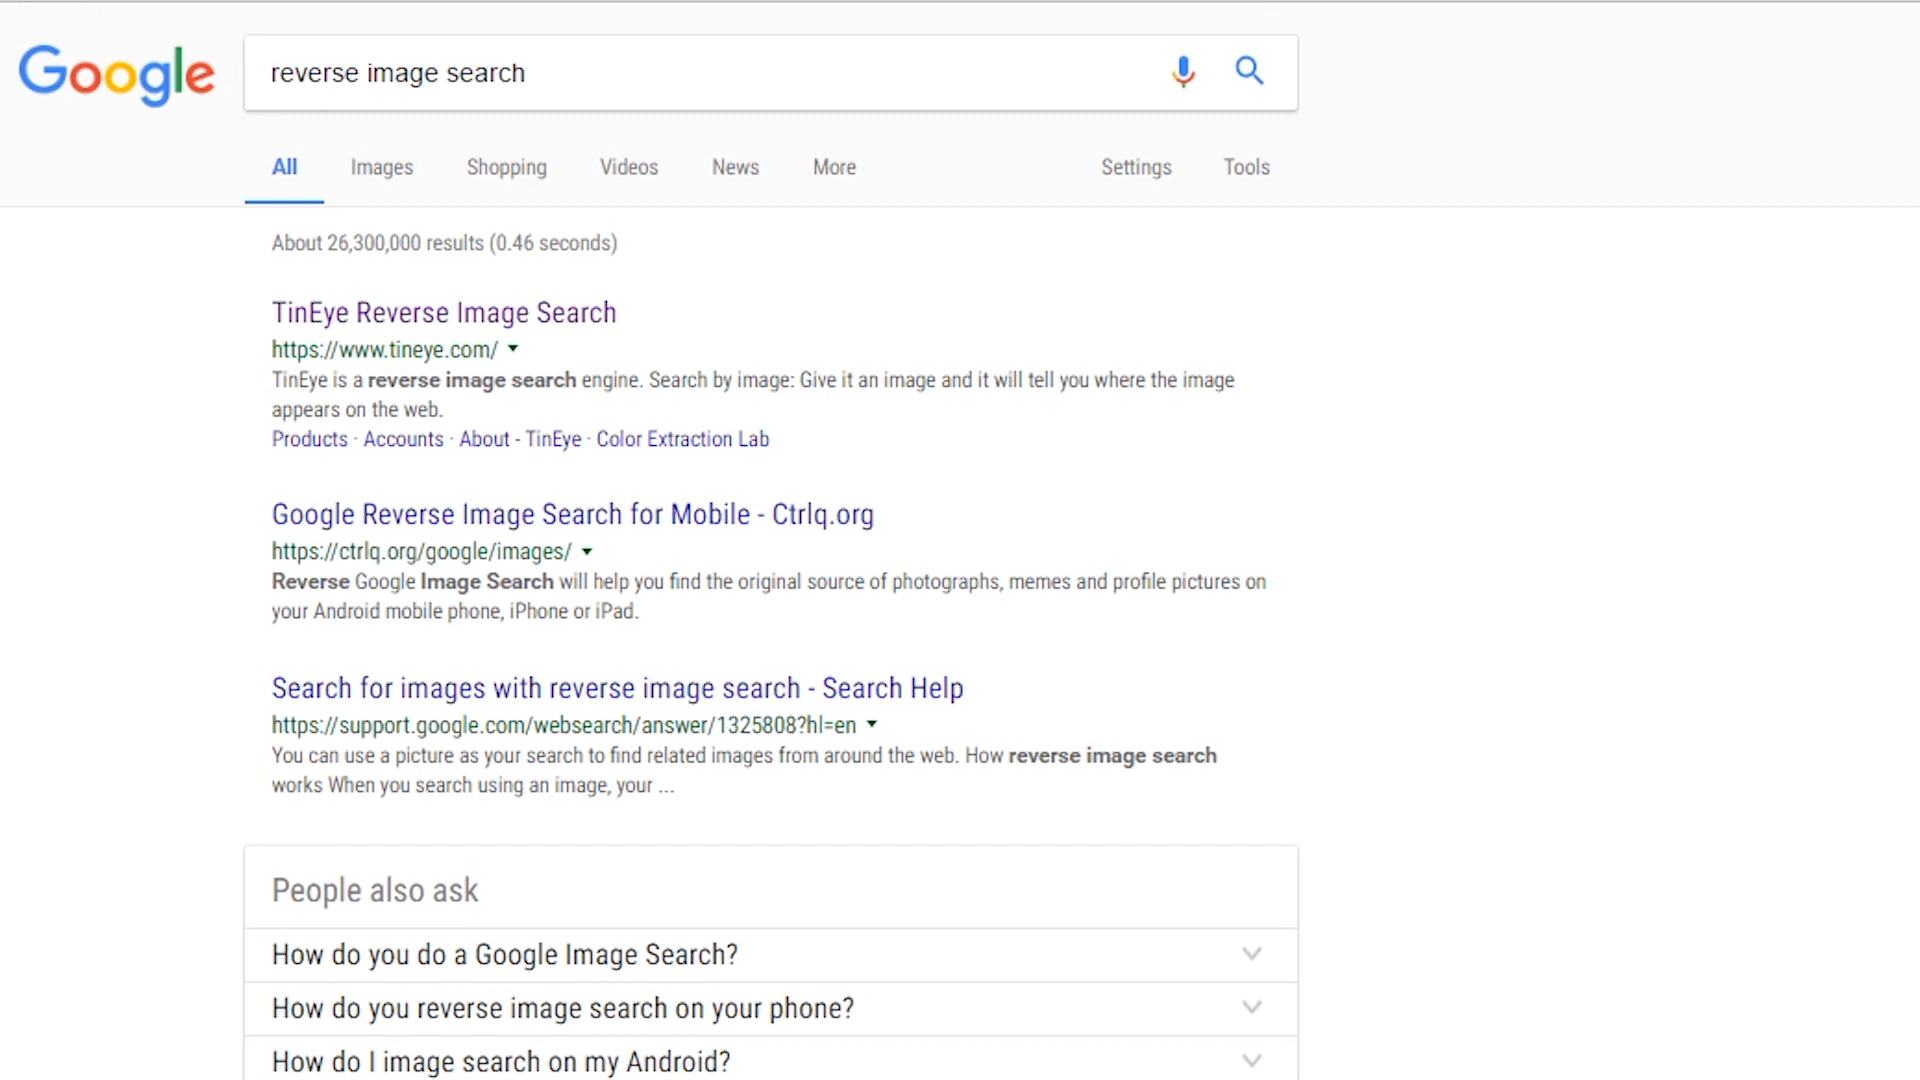 Google
reverse image search
All Images Shopping Videos News More Settings Tools
About 26,300,000 results (0.46 seconds)
TinEye Reverse Image Search
https://www.tineye.com/
TinEye is a reverse image search engine. Search by image: Give it an image and it will tell you where the image
appears on the web.
Products · Accounts · About - TinEye · Color Extraction Lab
Google Reverse Image Search for Mobile - Ctrlq.org
https://ctrlq.org/google/images/
Reverse Google Image Search will help you find the original source of photographs, memes and profile pictures on
your Android mobile phone, iPhone or iPad.
Search for images with reverse image search - Search Help
https://support.google.com/websearch/answer/1325808?hl=en
You can use a picture as your search to find related images from around the web. How reverse image search
works When you search using an image, your ...
People also ask
How do you do a Google Image Search?
How do you reverse image search on your phone?
How do I image search on my Android?